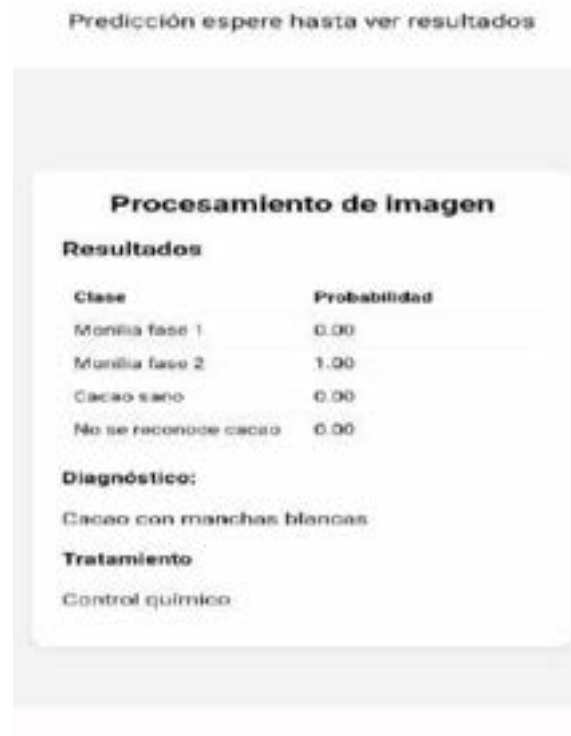 Predicción espere hasta ver resultados
Procesamiento de imagen
Resultados
Clase Probabilidad
Monilia fase 1 0.00
Monilia fase 2 1.00
Cacao sano 0.00
No se reconoce cacao 0.00
Diagnóstico:
Cacao con manchas blancas
Tratamiento
Control químico